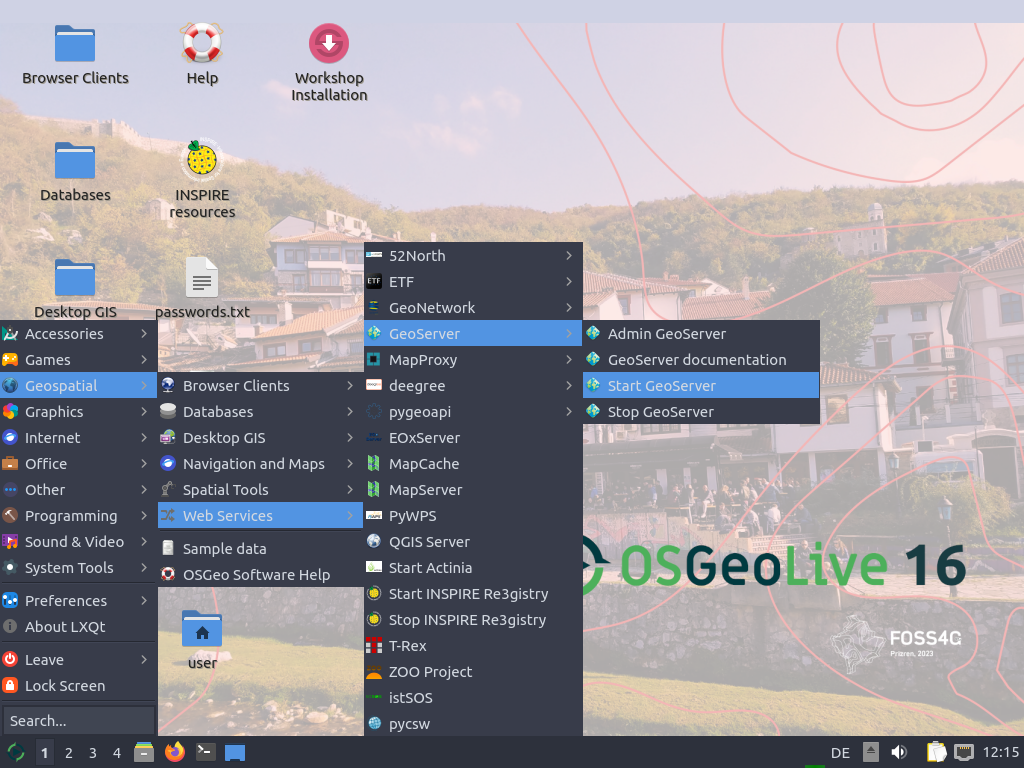 Browser Clients
Help
Workshop
Installation
Databases
INSPIRE
resources
Desktop GIS
passwords.txt
Accessories
Games
Geospatial
Graphics
Internet
Office
Other
Programming
Sound & Video
System Tools
Preferences
About LXQt
Leave
Lock Screen
Search...
Browser Clients
Databases
Desktop GIS
Navigation and Maps
Spatial Tools
Web Services
Sample data
OSGeo Software Help
user
52North
ETF ETF
GeoNetwork
GeoServer
MapProxy
deegree
pygeoapi
EOxServer
MapCache
MapServer
PyWPS
QGIS Server
Start Actinia
Start INSPIRE Re3gistry
Stop INSPIRE Re3gistry
T-Rex
ZOO Project
istSOS
pycsw
Admin GeoServer
GeoServer documentation
Start GeoServer
Stop GeoServer
OSGeoLive 16
FOSS4G
Prizren, 2023
1 2 3 4
DE 12:15